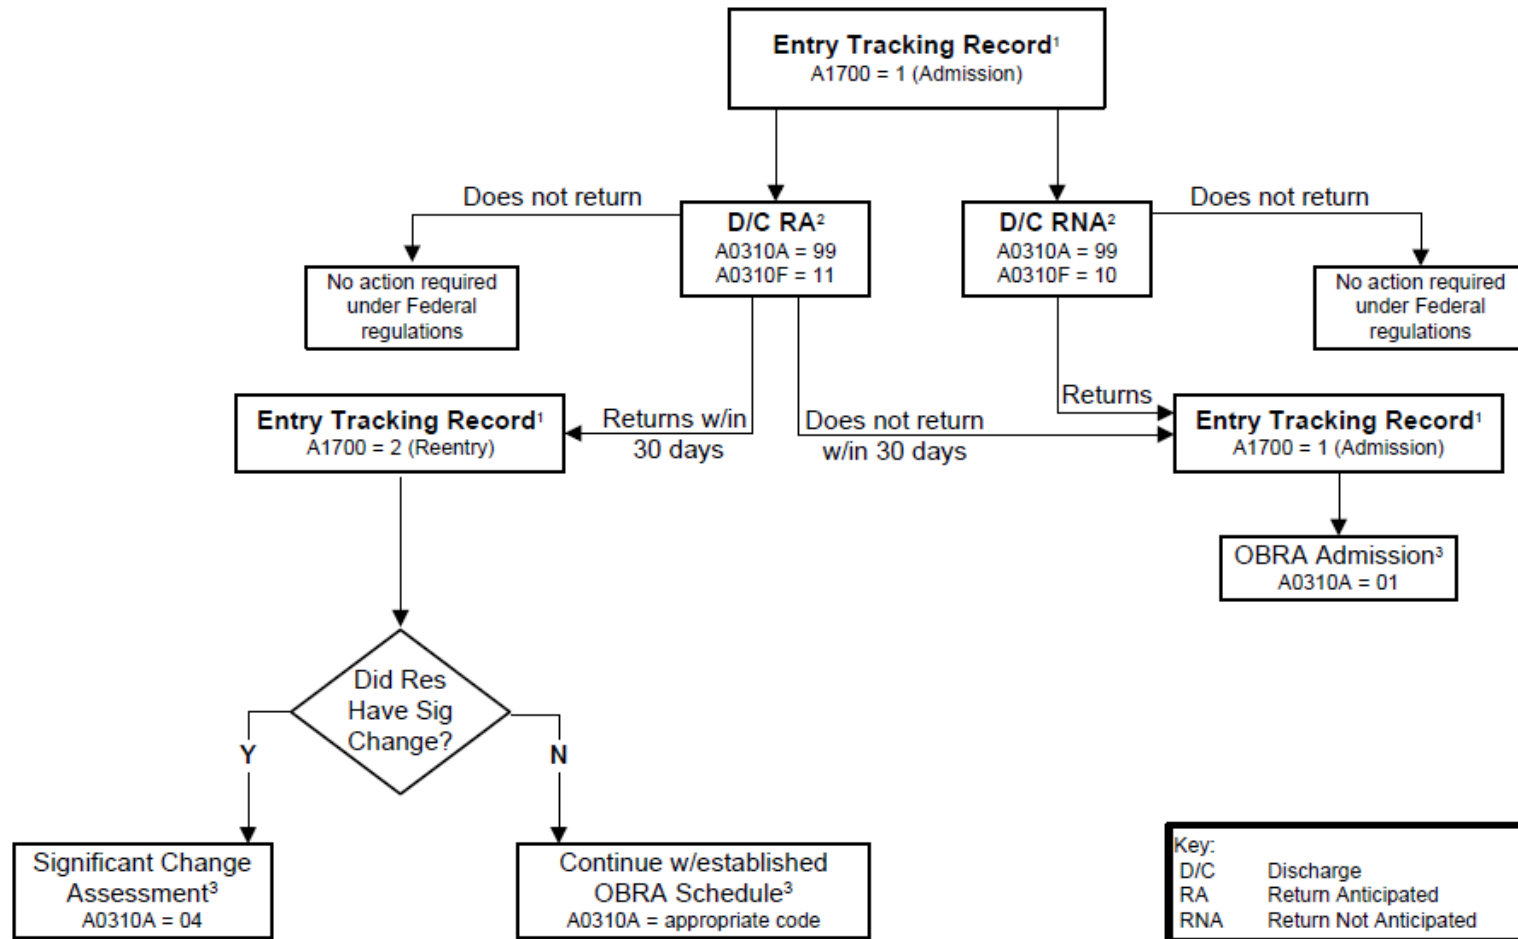 Entry Tracking Record¹
A1700 = 1 (Admission)
Does not return
D/C RA²
A0310A = 99
A0310F = 11
D/C RNA²
A0310A = 99
A0310F = 10
Does not return
No action required
under Federal
regulations
No action required
under Federal
regulations
Entry Tracking Record¹
A1700 = 2 (Reentry)
Returns w/in
30 days
Does not return
w/in 30 days
Returns
Entry Tracking Record¹
A1700 = 1 (Admission)
OBRA Admission³
A0310A = 01
Did Res
Have Sig
Change?
Y
N
Significant Change
Assessment³
A0310A = 04
Continue w/established
OBRA Schedule³
A0310A = appropriate code
Key:
D/C Discharge
RA Return Anticipated
RNA Return Not Anticipated